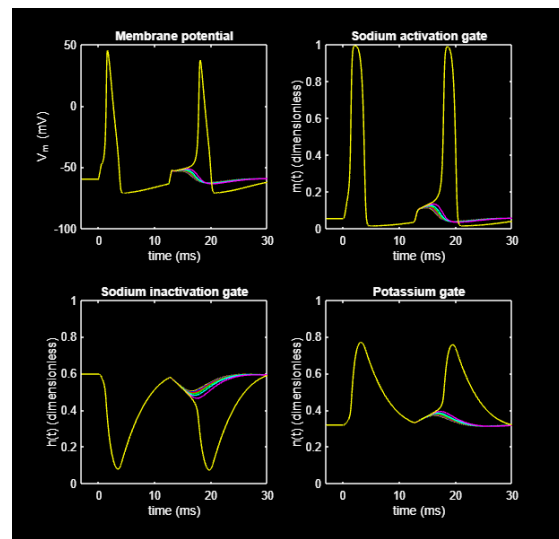 Membrane potential
50
0
-50
-100
V_m (mV)
0 10 20 30
time (ms)
Sodium activation gate
1
0.8
0.6
0.4
0.2
0
m(t) (dimensionless)
0 10 20 30
time (ms)
Sodium inactivation gate
1
0.8
0.6
0.4
0.2
0
h(t) (dimensionless)
0 10 20 30
time (ms)
Potassium gate
1
0.8
0.6
0.4
0.2
0
n(t) (dimensionless)
0 10 20 30
time (ms)